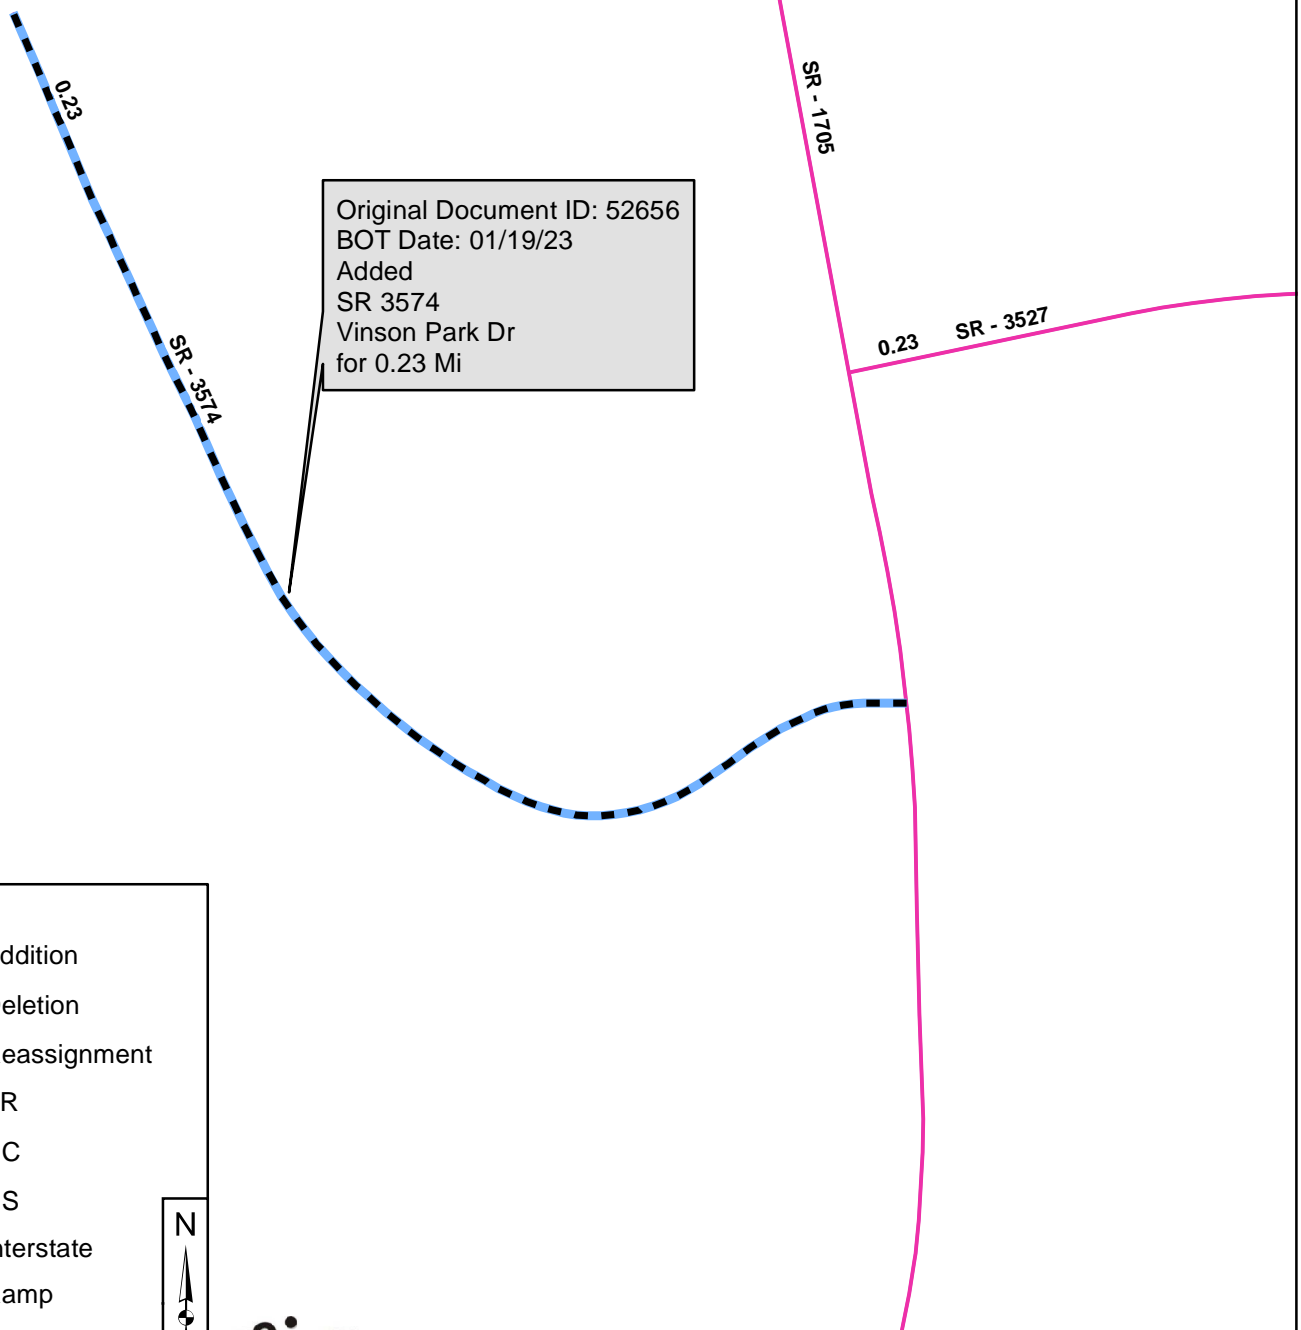 0.23
SR - 1705
Original Document ID: 52656
BOT Date: 01/19/23
Added
SR 3574
Vinson Park Dr
for 0.23 Mi
0.23 SR - 3527
SR - 3574
ddition
eletion
eassignment
R
C
S
nterstate
amp
N